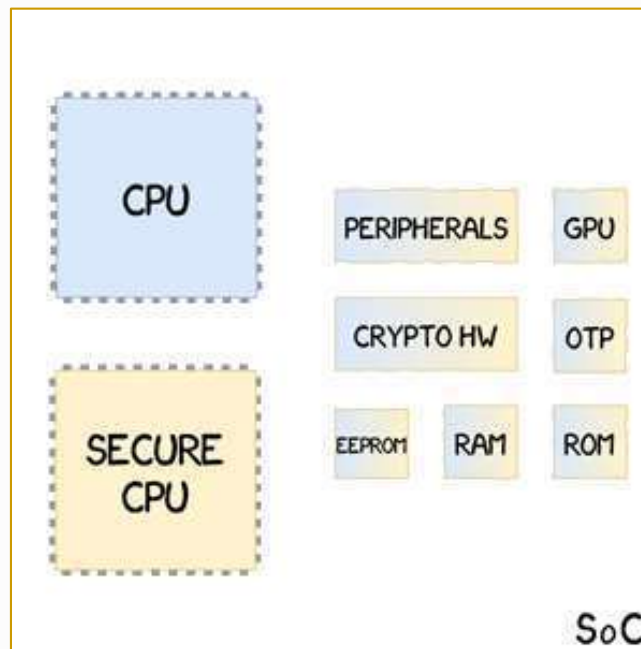 CPU
PERIPHERALS
GPU
CRYPTO HW
OTP
SECURE
CPU
EEPROM
RAM
ROM
SoC